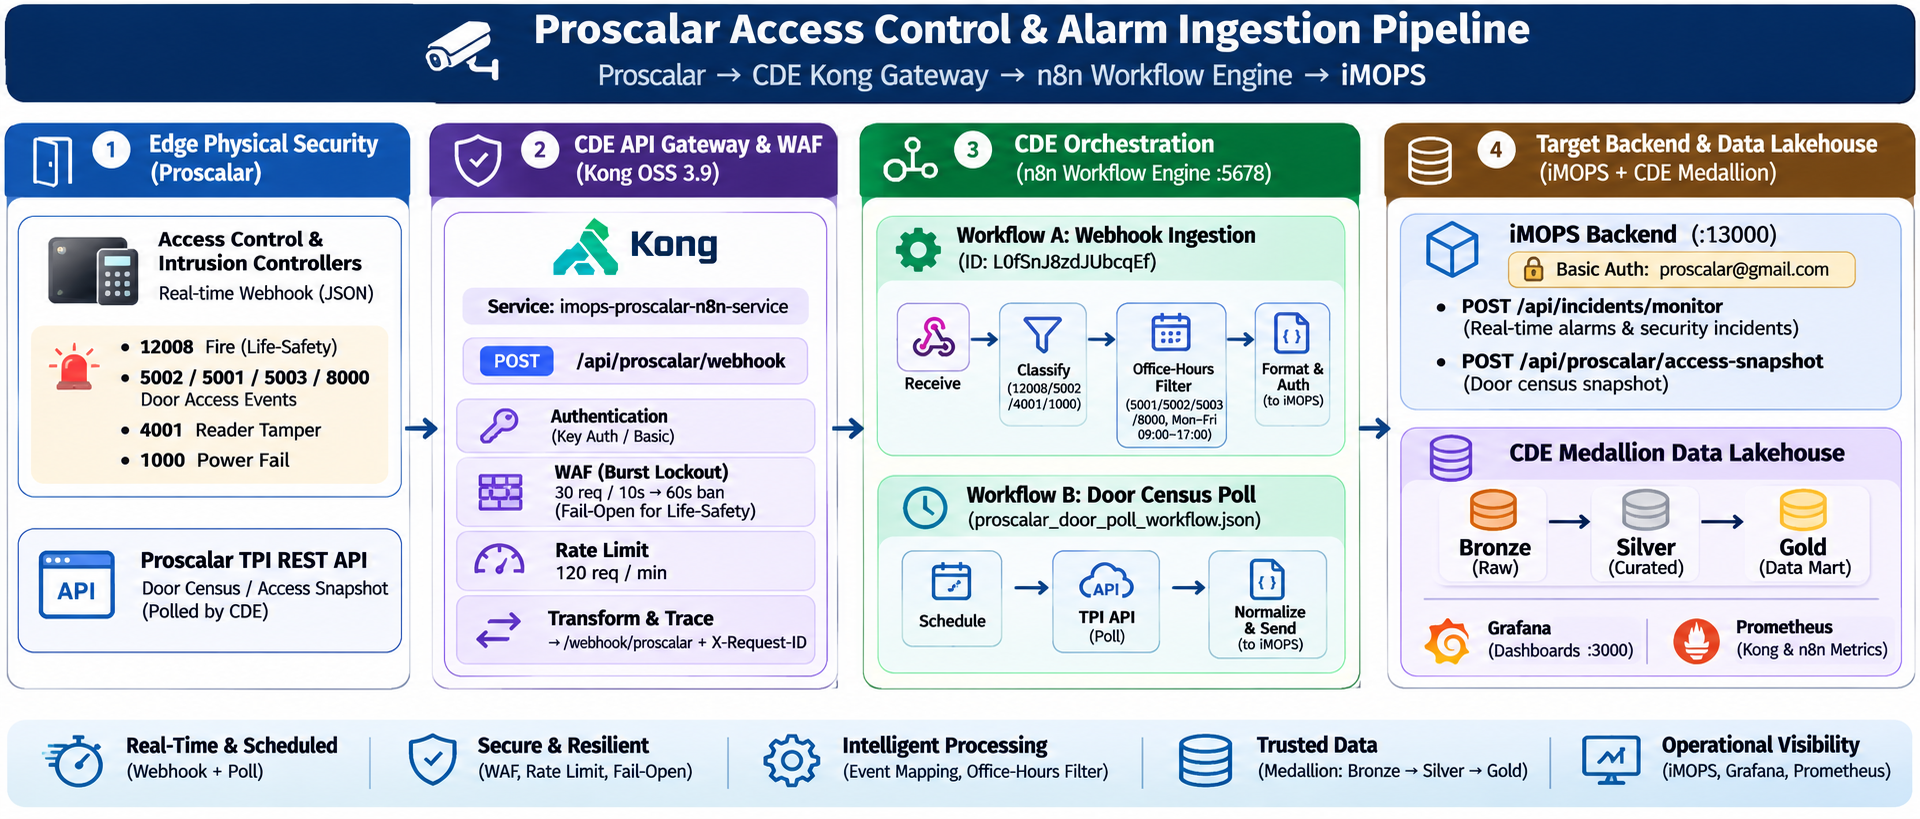 Proscalar Access Control & Alarm Ingestion Pipeline
Proscalar → CDE Kong Gateway → n8n Workflow Engine → iMOPS
1
Edge Physical Security
(Proscalar)
Access Control &
Intrusion Controllers
Real-time Webhook (JSON)
• 12008 Fire (Life-Safety)
• 5002 / 5001 / 5003 / 8000
Door Access Events
• 4001 Reader Tamper
• 1000 Power Fail
API
Proscalar TPI REST API
Door Census / Access Snapshot
(Polled by CDE)
2
CDE API Gateway & WAF
(Kong OSS 3.9)
Kong
Service: imops-proscalar-n8n-service
POST /api/proscalar/webhook
Authentication
(Key Auth / Basic)
WAF (Burst Lockout)
30 req / 10s → 60s ban
(Fail-Open for Life-Safety)
Rate Limit
120 req / min
Transform & Trace
→ /webhook/proscalar + X-Request-ID
3
CDE Orchestration
(n8n Workflow Engine :5678)
Workflow A: Webhook Ingestion
(ID: L0fSnJ8zdJUbcqEf)
Receive
Classify
(12008/5002
/4001/1000)
Office-Hours
Filter
(5001/5002/5003
/8000, Mon–Fri
09:00–17:00)
{ }
Format &
Auth
(to iMOPS)
Workflow B: Door Census Poll
(proscalar_door_poll_workflow.json)
Schedule
API
TPI API
(Poll)
{ }
Normalize
& Send
(to iMOPS)
4
Target Backend & Data Lakehouse
(iMOPS + CDE Medallion)
iMOPS Backend (:13000)
Basic Auth: proscalar@gmail.com
• POST /api/incidents/monitor
(Real-time alarms & security incidents)
• POST /api/proscalar/access-snapshot
(Door census snapshot)
CDE Medallion Data Lakehouse
Bronze
(Raw)
Silver
(Curated)
Gold
(Data Mart)
Grafana
(Dashboards :3000)
Prometheus
(Kong & n8n Metrics)
Real-Time & Scheduled
(Webhook + Poll)
Secure & Resilient
(WAF, Rate Limit, Fail-Open)
Intelligent Processing
(Event Mapping, Office-Hours Filter)
Trusted Data
(Medallion: Bronze → Silver → Gold)
Operational Visibility
(iMOPS, Grafana, Prometheus)